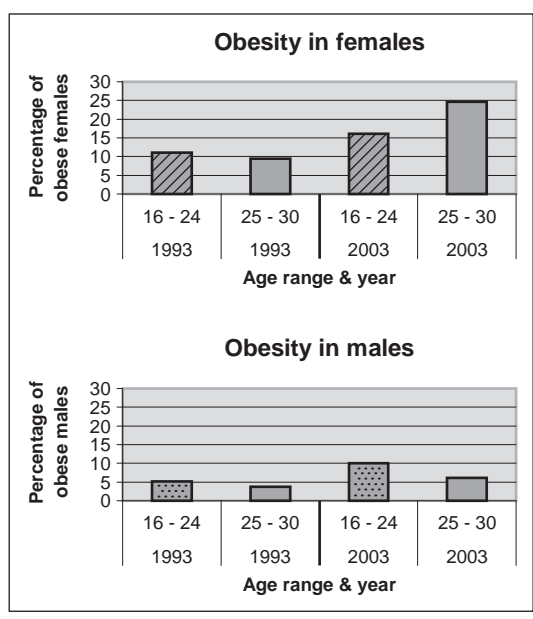 Obesity in females
Percentage of
obese females
30
25
20
15
10
5
0
16 - 24 25 - 30 16 - 24 25 - 30
1993 1993 2003 2003
Age range & year
Obesity in males
Percentage of
obese males
30
25
20
15
10
5
0
16 - 24 25 - 30 16 - 24 25 - 30
1993 1993 2003 2003
Age range & year